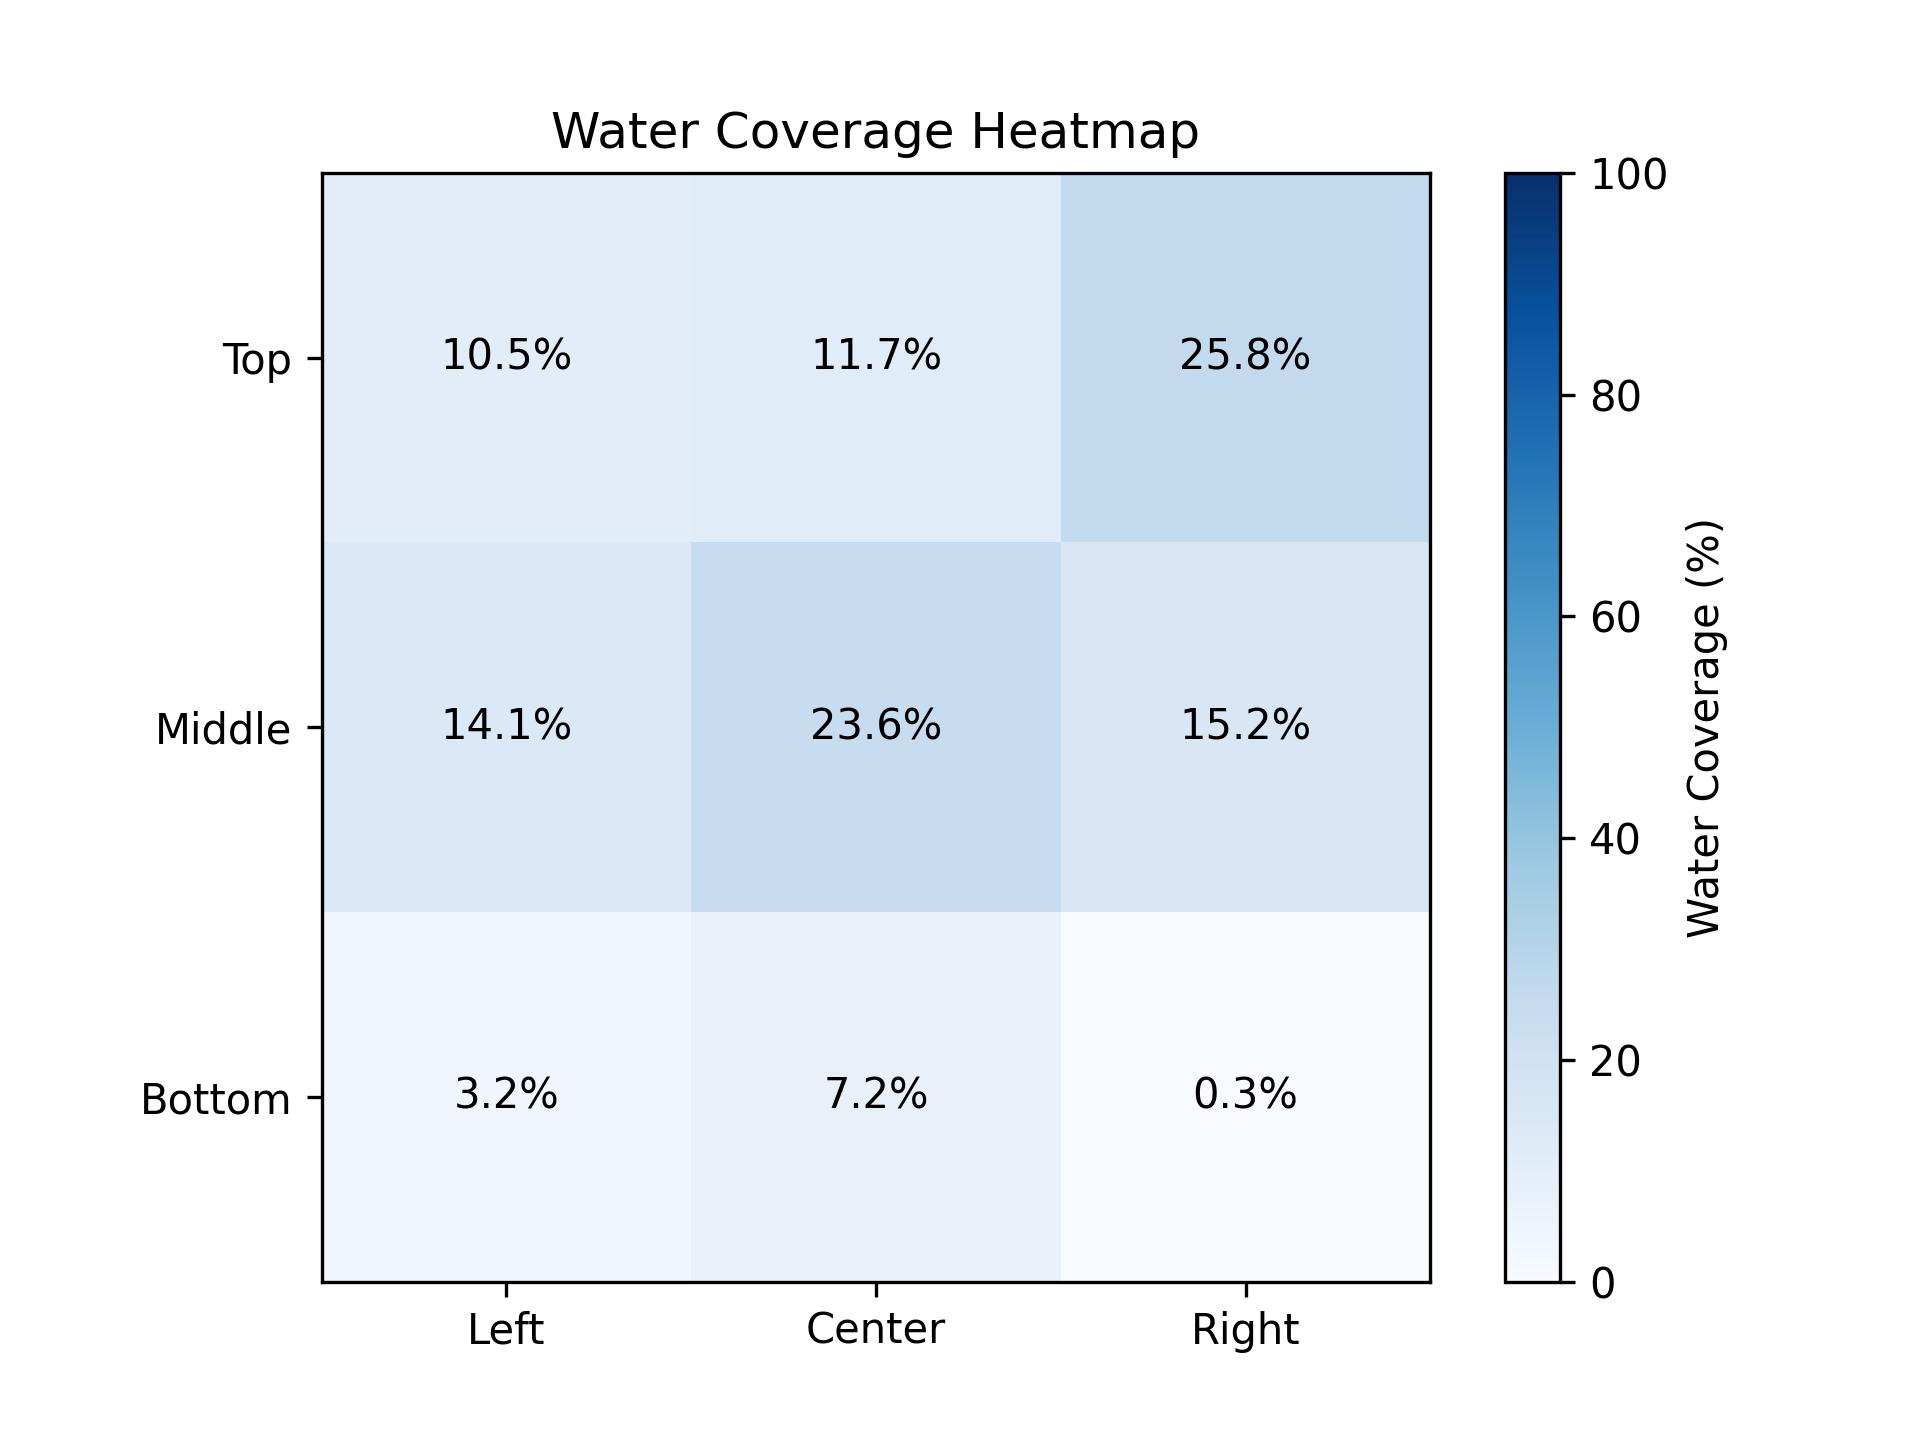 Water Coverage Heatmap
Top
10.5%
11.7%
25.8%
Middle
14.1%
23.6%
15.2%
Bottom
3.2%
7.2%
0.3%
Left
Center
Right
100
80
60
40
20
0
Water Coverage (%)